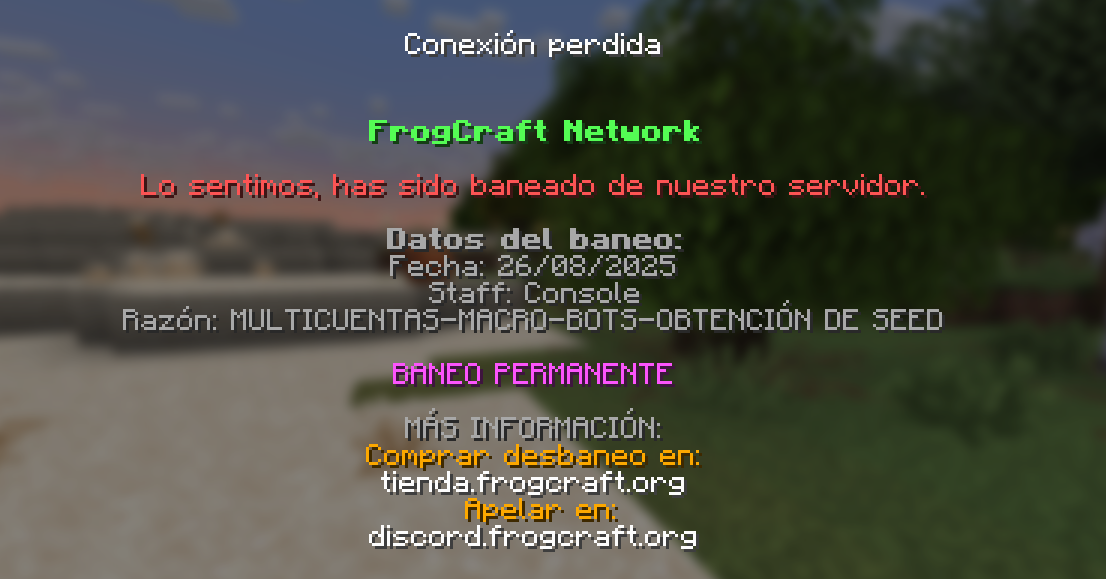 Conexión perdida
FrogCraft Network
Lo sentimos, has sido baneado de nuestro servidor.
Datos del baneo:
Fecha: 26/08/2025
Staff: Console
Razón: MULTICUENTAS-MACRO-BOTS-OBTENCIÓN DE SEED
BANEO PERMANENTE
MÁS INFORMACIÓN:
Comprar desbaneo en:
tienda.frogcraft.org
Apelar en:
discord.frogcraft.org